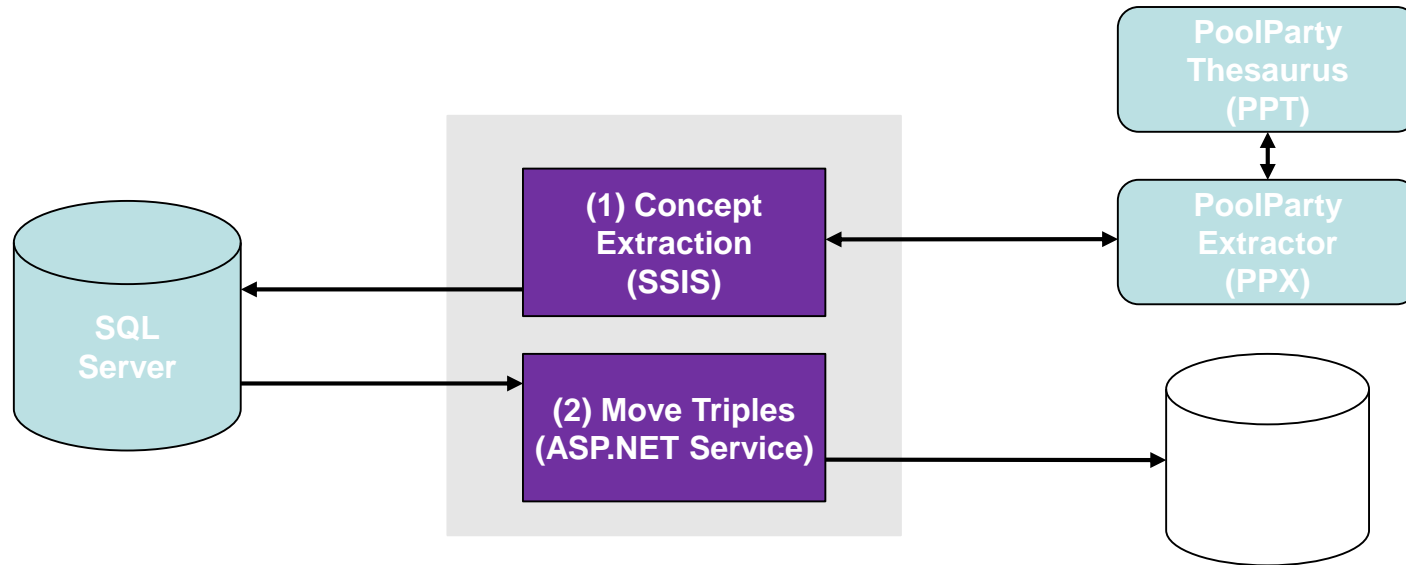 PoolParty
Thesaurus
(PPT)
(1) Concept
Extraction
(SSIS)
PoolParty
Extractor
(PPX)
SQL
Server
(2) Move Triples
(ASP.NET Service)